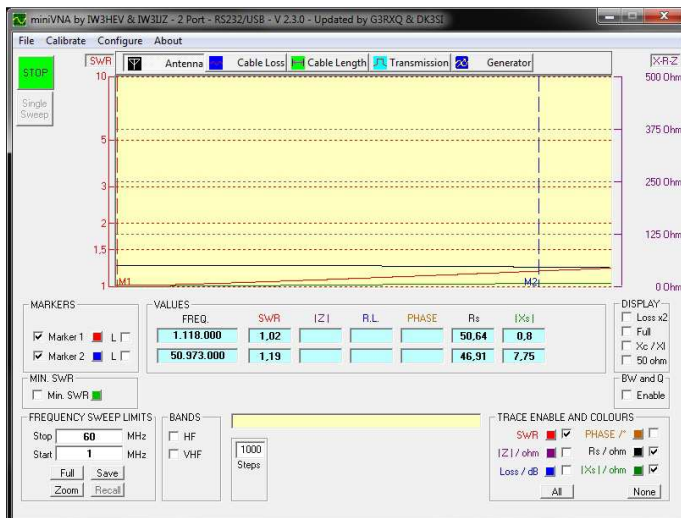 miniVNA by IW3HEV & IW3IJZ - 2 Port - RS232/USB - V 2.3.0 - Updated by G3RXQ & DK3SI
File Calibrate Configure About
STOP
Single
Sweep
SWR Antenna Cable Loss Cable Length Transmission Generator X-R-Z
10 500 Ohm
375 Ohm
5
3 250 Ohm
2
1,5 125 Ohm
1 M1 M2 0 Ohm
MARKERS VALUES DISPLAY
FREQ. SWR |Z| R.L. PHASE Rs |Xs| Loss x2
Marker 1 L 1.118.000 1,02 50,64 0,8 Full
Marker 2 L 50.973.000 1,19 46,91 7,75 Xc / Xl
50 ohm
MIN. SWR BW and Q
Min. SWR Enable
FREQUENCY SWEEP LIMITS BANDS TRACE ENABLE AND COLOURS
Stop 60 MHz HF SWR PHASE /°
Start 1 MHz VHF 1000 |Z| / ohm Rs / ohm
Full Save Steps Loss / dB |Xs| / ohm
Zoom Recall All None